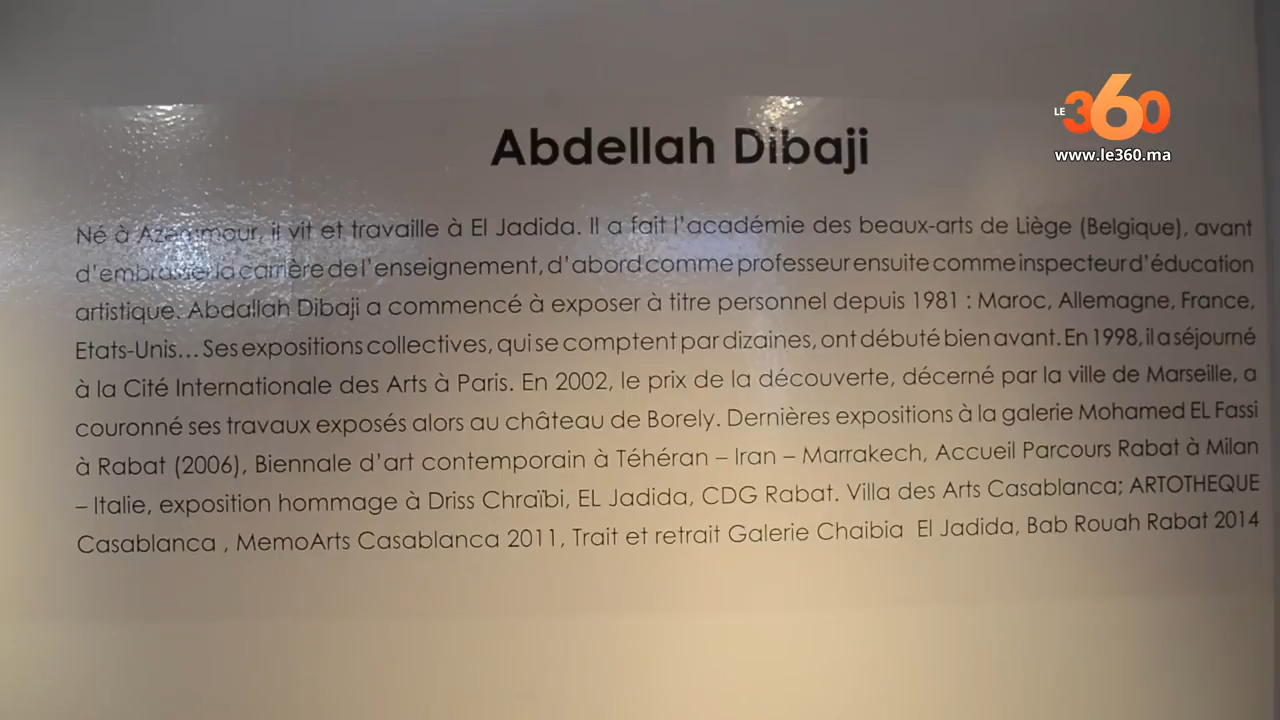 LE
360
www.le360.ma
Abdellah Dibaji
Né à Azemmour, il vit et travaille à El Jadida. Il a fait l'académie des beaux-arts de Liège (Belgique), avant
d'embrasser la carrière de l'enseignement, d'abord comme professeur ensuite comme inspecteur d'éducation
artistique. Abdallah Dibaji a commencé à exposer à titre personnel depuis 1981 : Maroc, Allemagne, France,
Etats-Unis... Ses expositions collectives, qui se comptent par dizaines, ont débuté bien avant. En 1998, il a séjourné
à la Cité Internationale des Arts à Paris. En 2002, le prix de la découverte, décerné par la ville de Marseille, a
couronné ses travaux exposés alors au château de Borely. Dernières expositions à la galerie Mohamed EL Fassi
à Rabat (2006), Biennale d'art contemporain à Téhéran – Iran – Marrakech, Accueil Parcours Rabat à Milan
– Italie, exposition hommage à Driss Chraïbi, EL Jadida, CDG Rabat. Villa des Arts Casablanca; ARTOTHEQUE
Casablanca , MemoArts Casablanca 2011, Trait et retrait Galerie Chaibia El Jadida, Bab Rouah Rabat 2014